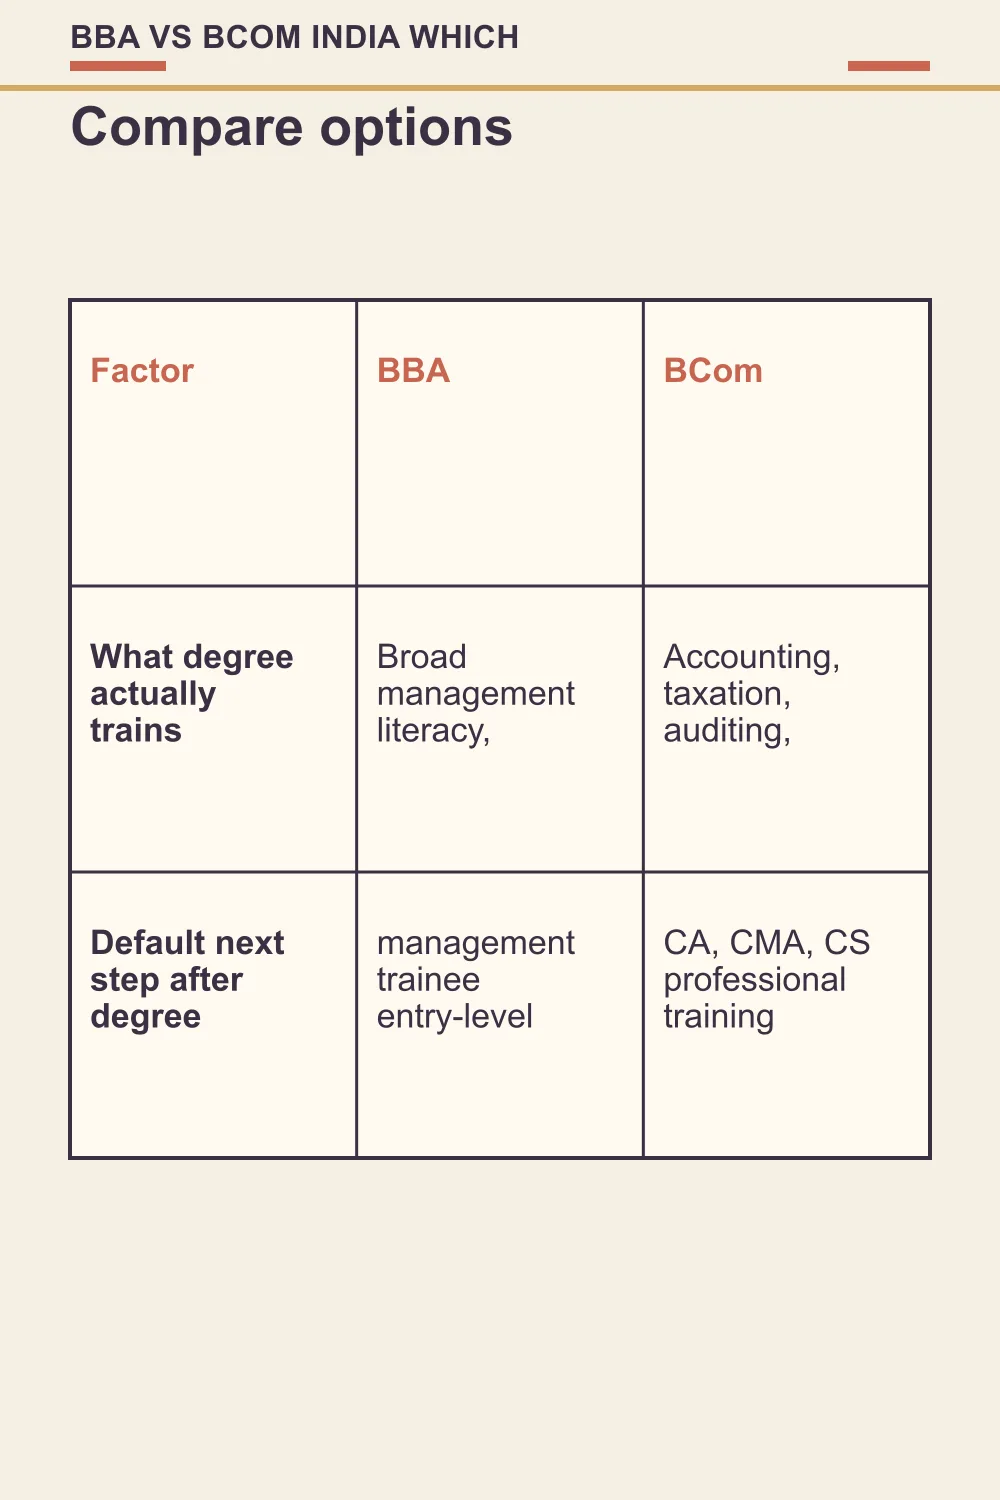 BBA VS BCOM INDIA WHICH
Compare options
Factor
BBA
BCom
What degree
actually
trains
Broad
management
literacy,
Accounting,
taxation,
auditing,
Default next
step after
degree
management
trainee
entry-level
CA, CMA, CS
professional
training